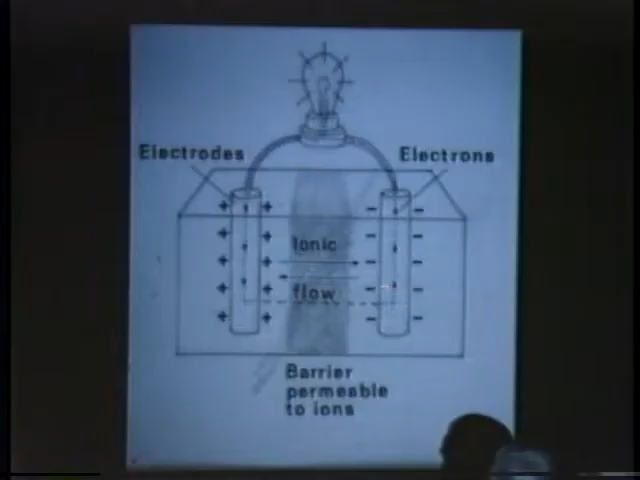 Electrodes
Electrons
Ionic
flow
Barrier
permeable
to ions